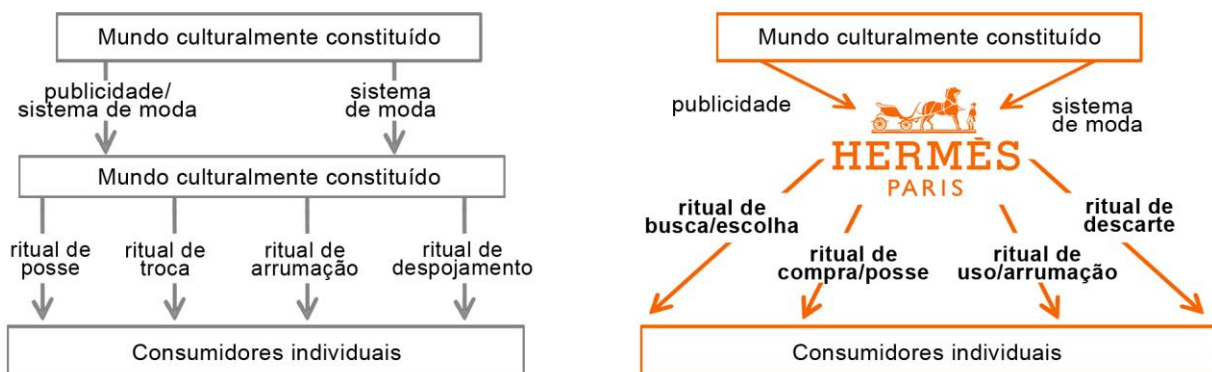 Mundo culturalmente constituído
publicidade/
sistema de moda
sistema
de moda
Mundo culturalmente constituído
ritual de
posse
ritual de
troca
ritual de
arrumação
ritual de
despojamento
Consumidores individuais
Mundo culturalmente constituído
publicidade
sistema
de moda
HERMÈS
PARIS
ritual de
busca/escolha
ritual de
compra/posse
ritual de
uso/arrumação
ritual de
descarte
Consumidores individuais